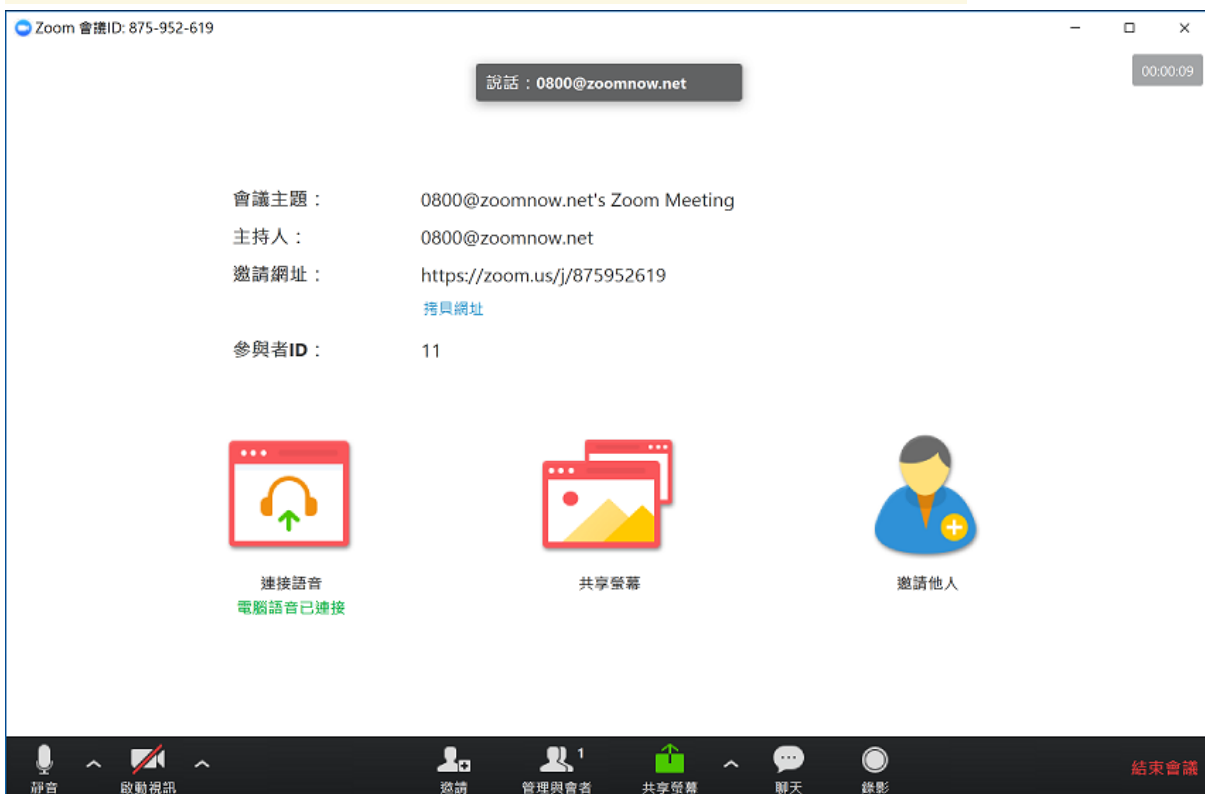 Zoom 會議ID: 875-952-619
00:00:09
說話：0800@zoomnow.net
會議主題： 0800@zoomnow.net's Zoom Meeting
主持人： 0800@zoomnow.net
邀請網址： https://zoom.us/j/875952619
拷貝網址
參與者ID： 11
連接語音 共享螢幕 邀請他人
電腦語音已連接
靜音 啟動視訊 邀請 管理與會者 1 共享螢幕 聊天 錄影 結束會議